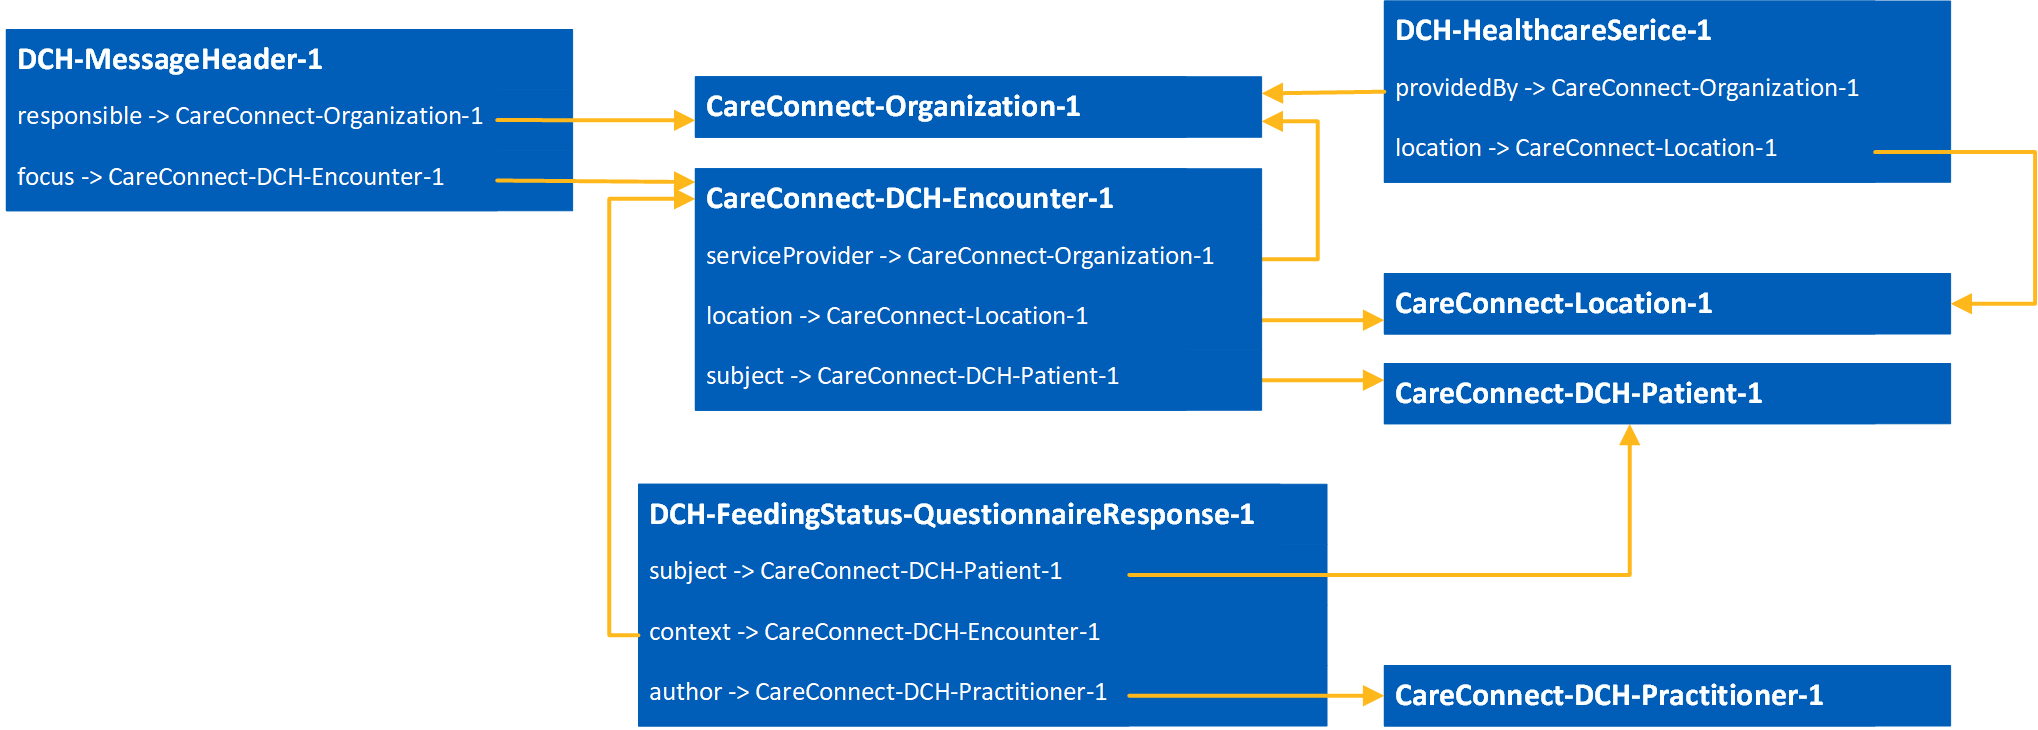 DCH-MessageHeader-1
responsible -> CareConnect-Organization-1
focus -> CareConnect-DCH-Encounter-1
CareConnect-Organization-1
CareConnect-DCH-Encounter-1
serviceProvider -> CareConnect-Organization-1
location -> CareConnect-Location-1
subject -> CareConnect-DCH-Patient-1
DCH-HealthcareSerice-1
providedBy -> CareConnect-Organization-1
location -> CareConnect-Location-1
CareConnect-Location-1
CareConnect-DCH-Patient-1
DCH-FeedingStatus-QuestionnaireResponse-1
subject -> CareConnect-DCH-Patient-1
context -> CareConnect-DCH-Encounter-1
author -> CareConnect-DCH-Practitioner-1
CareConnect-DCH-Practitioner-1